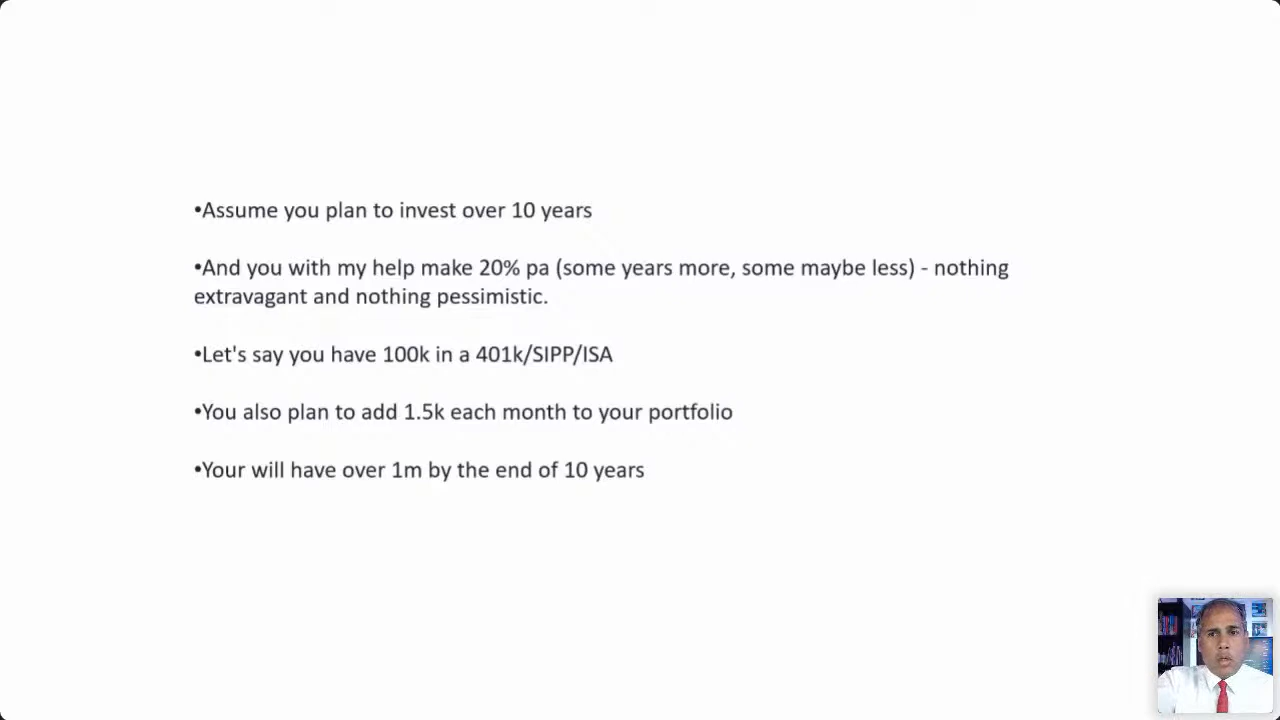 •Assume you plan to invest over 10 years
•And you with my help make 20% pa (some years more, some maybe less) - nothing
extravagant and nothing pessimistic.
•Let's say you have 100k in a 401k/SIPP/ISA
•You also plan to add 1.5k each month to your portfolio
•Your will have over 1m by the end of 10 years